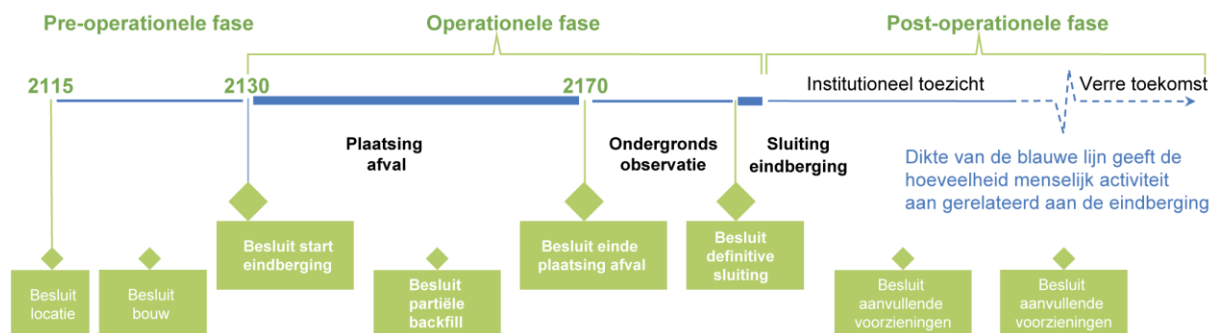 Pre-operationele fase
Operationele fase
Post-operationele fase
2115
2130
2170
Institutioneel toezicht
Verre toekomst
Plaatsing
afval
Ondergronds
observatie
Sluiting
eindberging
Dikte van de blauwe lijn geeft de
hoeveelheid menselijk activiteit
aan gerelateerd aan de eindberging
Besluit
locatie
Besluit
bouw
Besluit start
eindberging
Besluit
partiële
backfill
Besluit einde
plaatsing afval
Besluit
definitive
sluiting
Besluit
aanvullende
voorzieningen
Besluit
aanvullende
voorzieningen